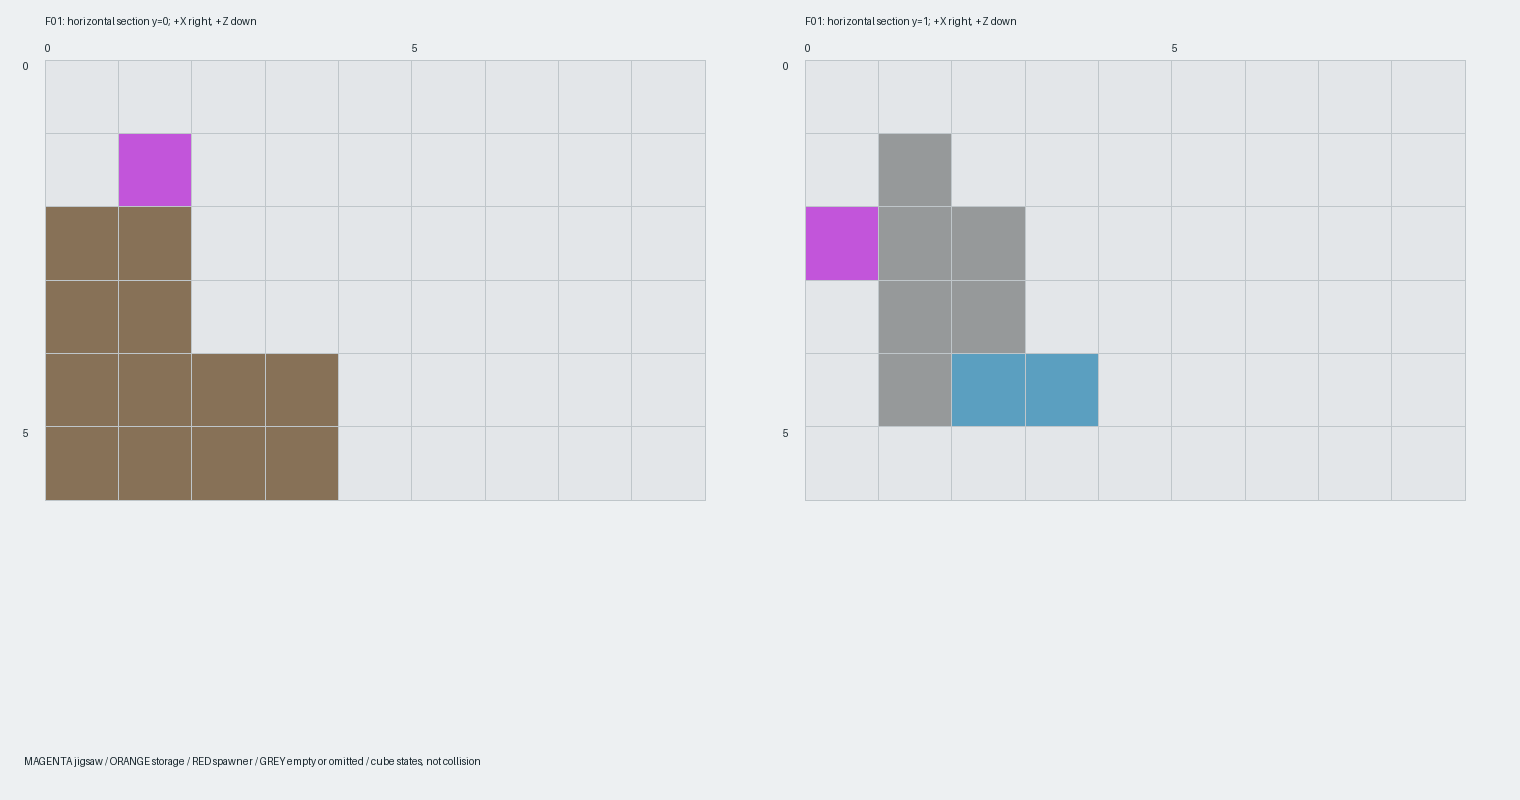 F01: horizontal section y=0; +X right, +Z down
F01: horizontal section y=1; +X right, +Z down
0 5
0 5
0
0
5
5
MAGENTA jigsaw / ORANGE storage / RED spawner / GREY empty or omitted / cube states, not collision